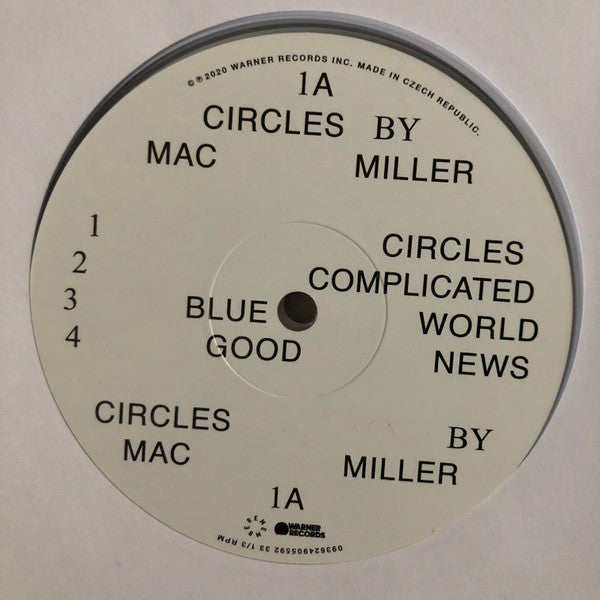 ©℗2020 WARNER RECORDS INC. MADE IN CZECH REPUBLIC.
1A
CIRCLES BY
MAC MILLER
1 CIRCLES
2 COMPLICATED
3 BLUE WORLD
4 GOOD NEWS
CIRCLES BY
MAC MILLER
1A
REMEMBER
WARNER RECORDS
093624905592 33 1/3 RPM